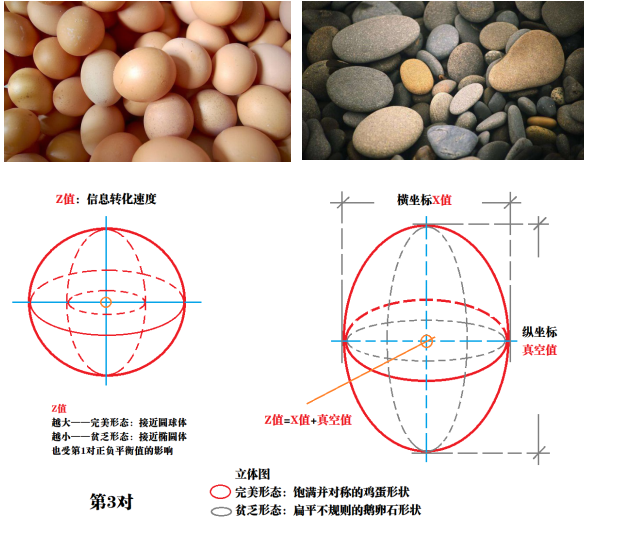 Z值：信息转化速度
横坐标X值
纵坐标
真空值
Z值=X值+真空值
Z值
越大——完美形态：接近圆球体
越小——贫乏形态：接近椭圆体
也受第1对正负平衡值的影响
第3对
立体图
完美形态：饱满并对称的鸡蛋形状
贫乏形态：扁平不规则的鹅卵石形状